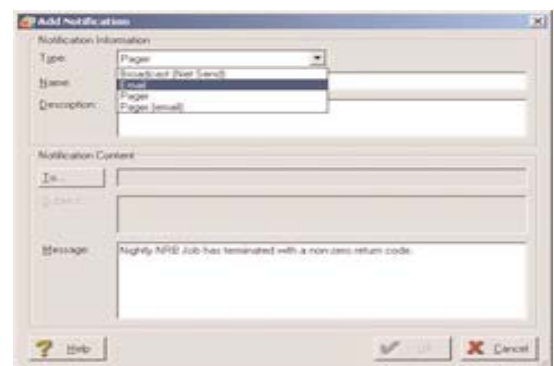 Add Notification
Notification Information
Type: Pager
Broadcast (Net Send)
Email
Pager
Pager (email)
Name:
Description:
Notification Content
To...
Subject:
Message: Nightly NRB Job has terminated with a non-zero return code.
Help
OK
Cancel